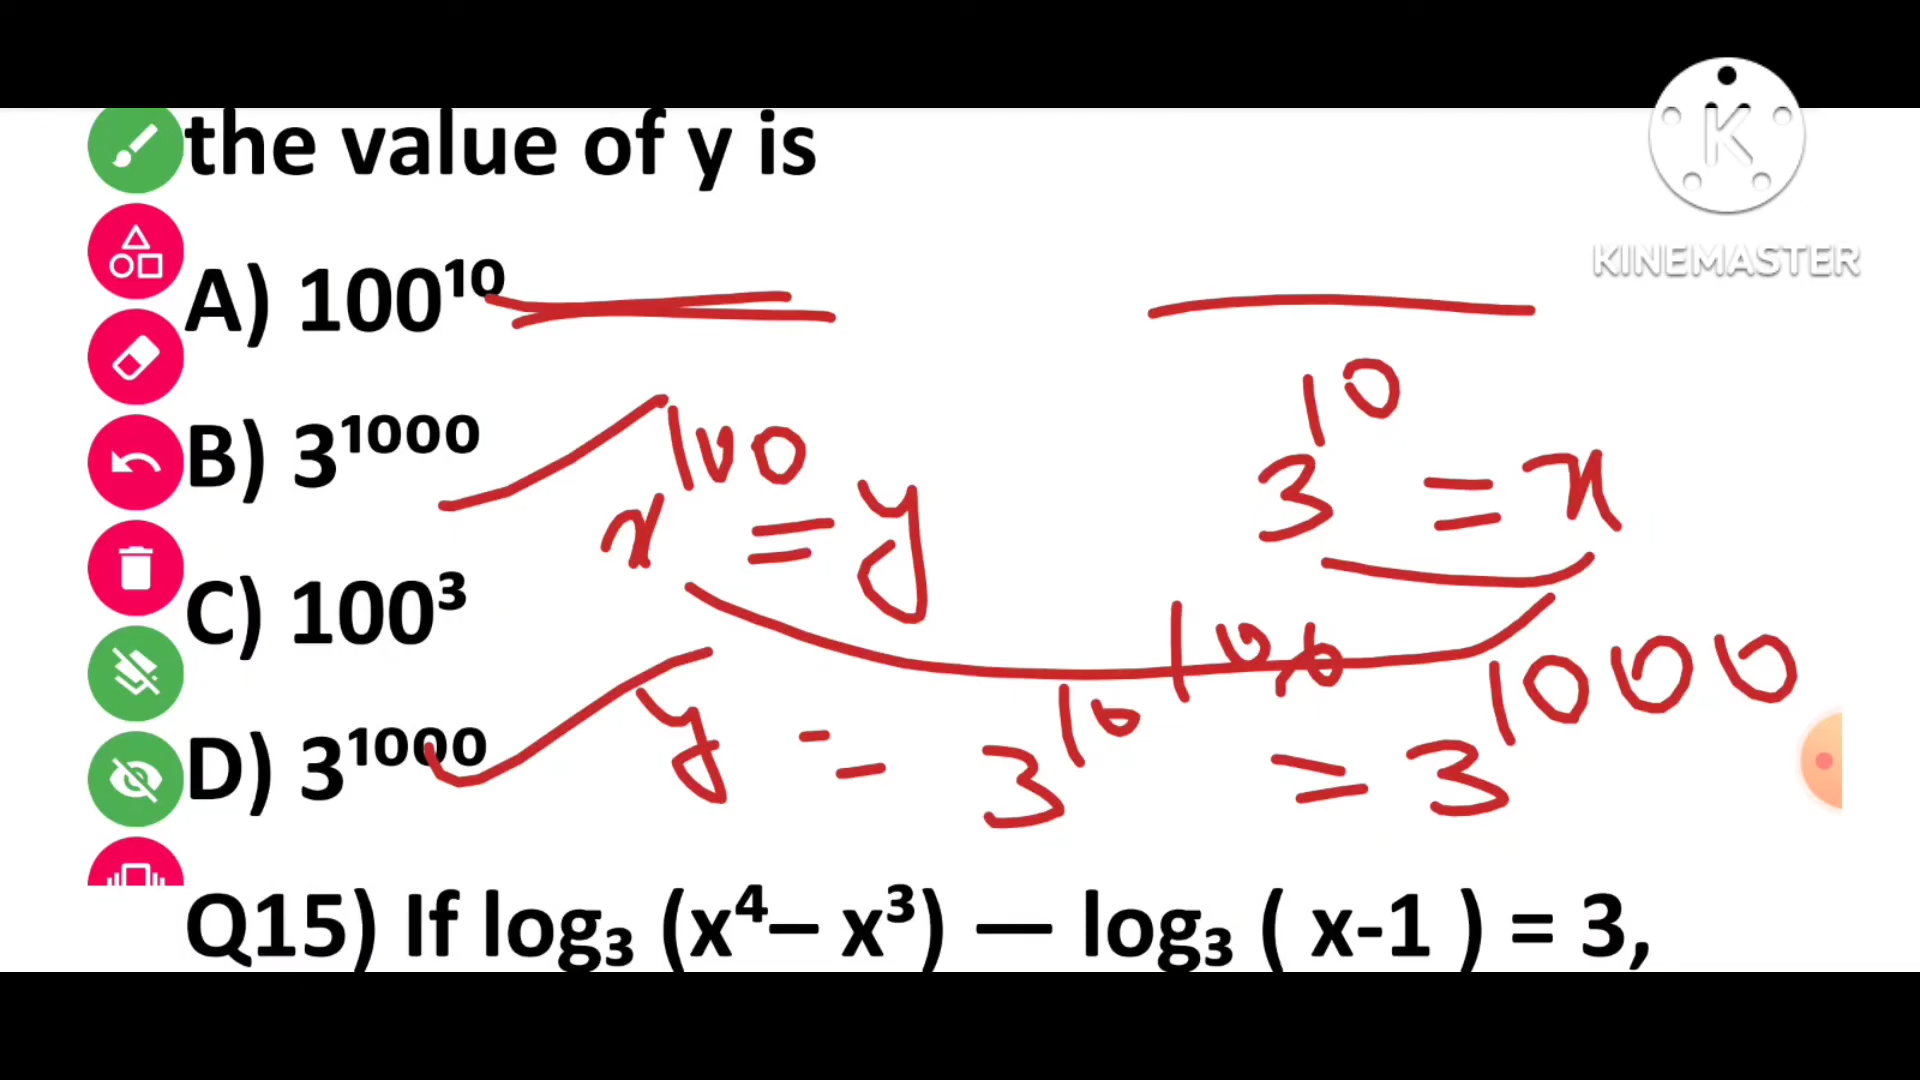 the value of y is
KINEMASTER
A) 100¹⁰
3¹⁰ = x
B) 3¹⁰⁰⁰
x¹⁰⁰ = y
C) 100³
D) 3¹⁰⁰⁰
y = 3¹⁰ ¹⁰⁰ = 3¹⁰⁰⁰
Q15) If log₃ (x⁴– x³) — log₃ ( x-1 ) = 3,